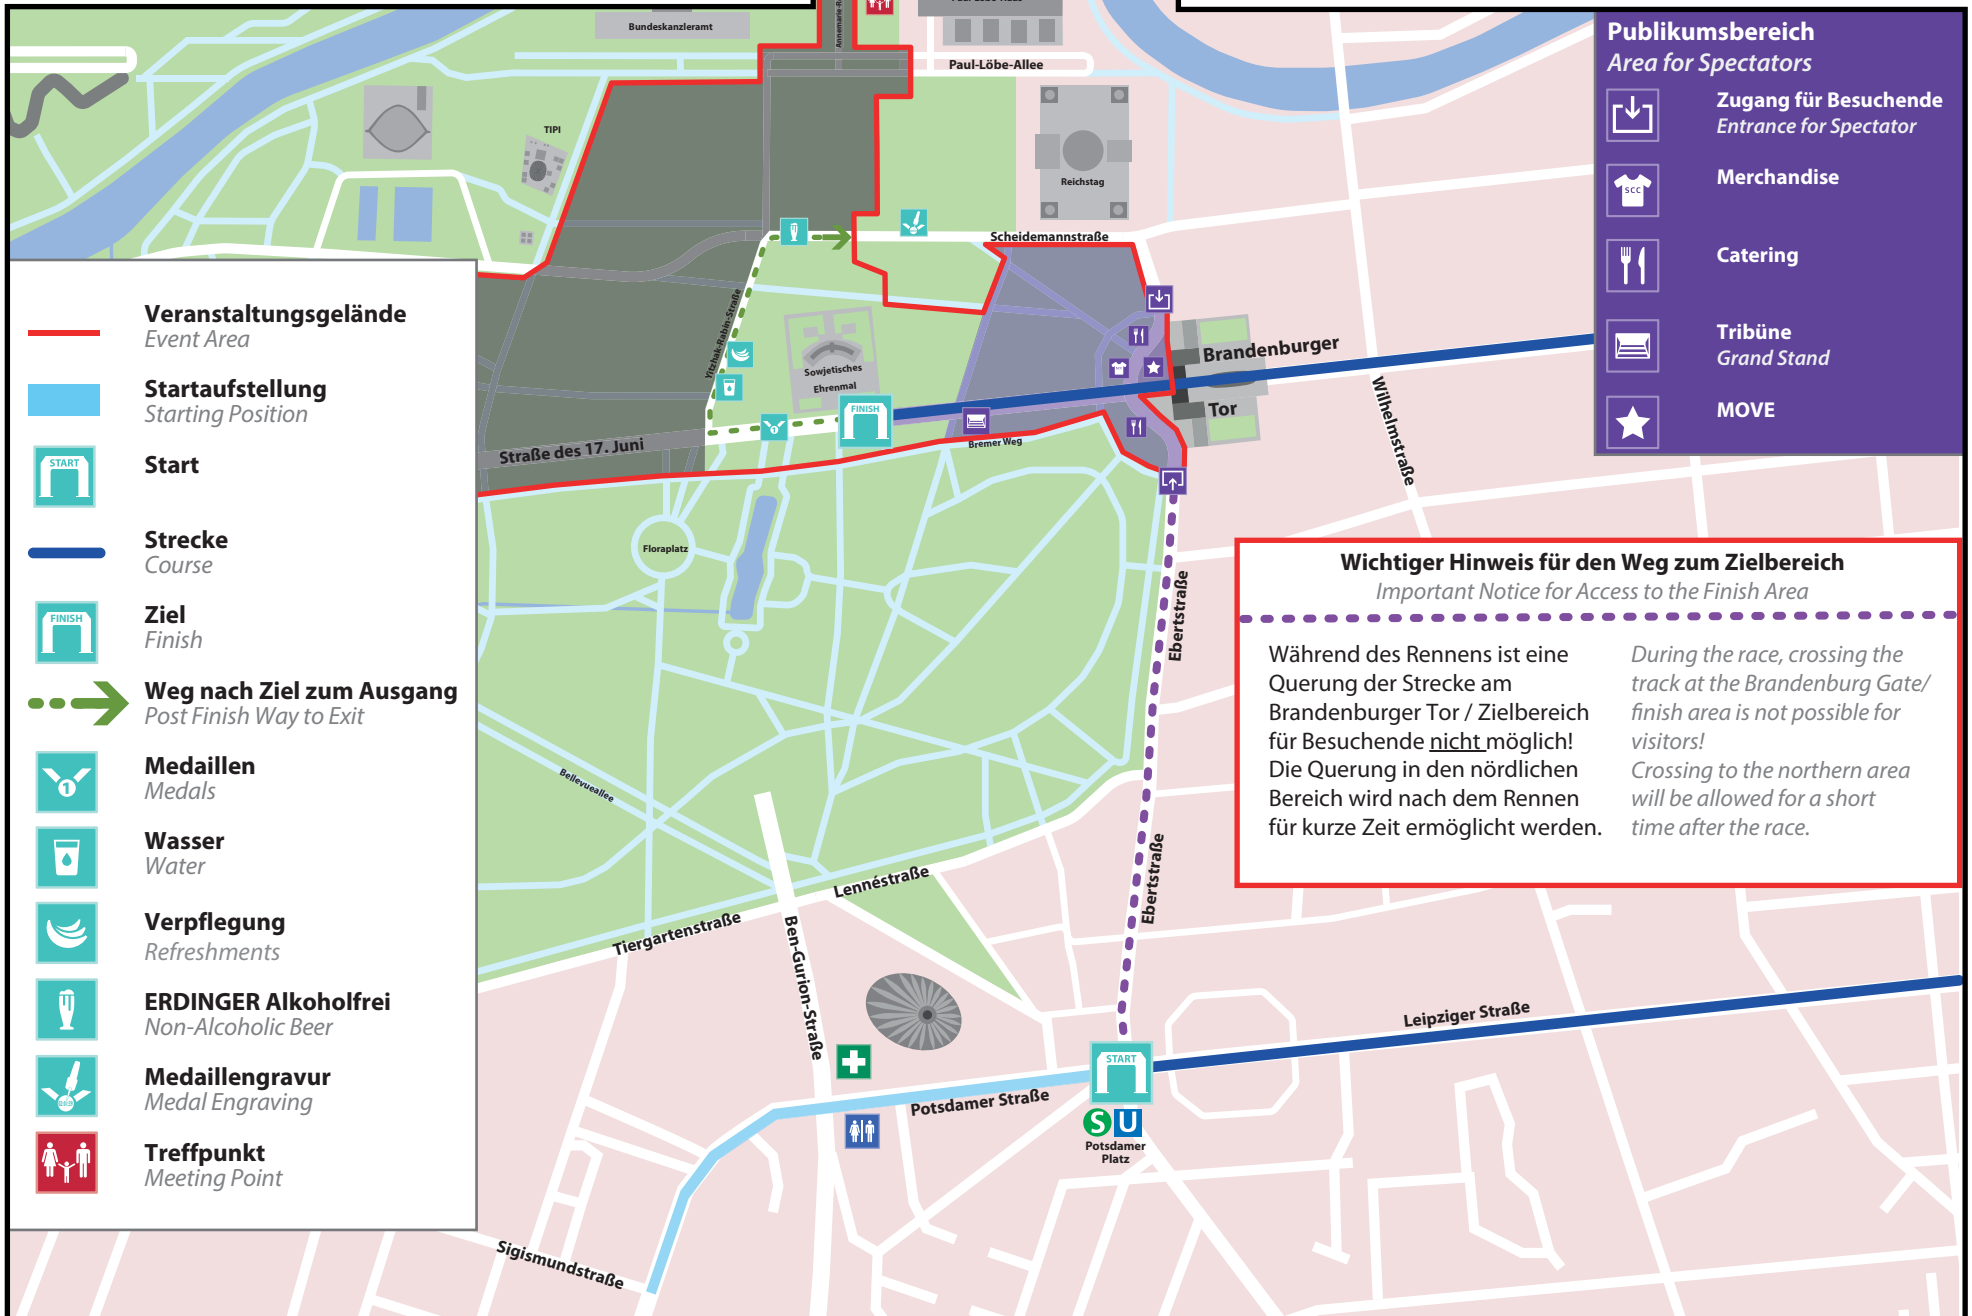 Bundeskanzleramt
Paul-Löbe-Allee
TIPI
Reichstag
Scheidemannstraße
Yitzhak-Rabin-Straße
Sowjetisches
Ehrenmal
FINISH
SCC
Brandenburger
Tor
Straße des 17. Juni
Bremer Weg
Wilhelmstraße
Floraplatz
Ebertstraße
Bellevueallee
Ebertstraße
Lennéstraße
Tiergartenstraße
Ben-Gurion-Straße
Leipziger Straße
START
Potsdamer Straße
S U
Potsdamer
Platz
Sigismundstraße
Veranstaltungsgelände
Event Area
Startaufstellung
Starting Position
START
Start
Strecke
Course
FINISH
Ziel
Finish
Weg nach Ziel zum Ausgang
Post Finish Way to Exit
1
Medaillen
Medals
Wasser
Water
Verpflegung
Refreshments
ERDINGER Alkoholfrei
Non-Alcoholic Beer
Medaillengravur
Medal Engraving
Treffpunkt
Meeting Point
Publikumsbereich
Area for Spectators
Zugang für Besuchende
Entrance for Spectator
SCC
Merchandise
Catering
Tribüne
Grand Stand
MOVE
Wichtiger Hinweis für den Weg zum Zielbereich
Important Notice for Access to the Finish Area
Während des Rennens ist eine
Querung der Strecke am
Brandenburger Tor / Zielbereich
für Besuchende nicht möglich!
Die Querung in den nördlichen
Bereich wird nach dem Rennen
für kurze Zeit ermöglicht werden.
During the race, crossing the
track at the Brandenburg Gate/
finish area is not possible for
visitors!
Crossing to the northern area
will be allowed for a short
time after the race.